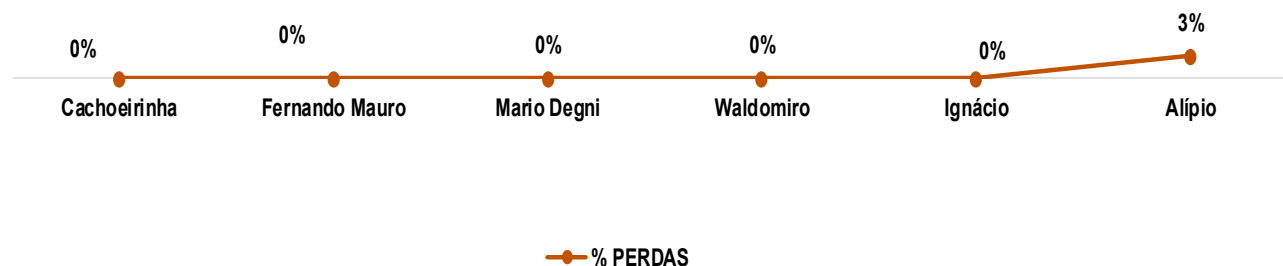 0% 0% 0% 0% 0% 3%
Cachoeirinha Fernando Mauro Mario Degni Waldomiro Ignácio Alípio
% PERDAS